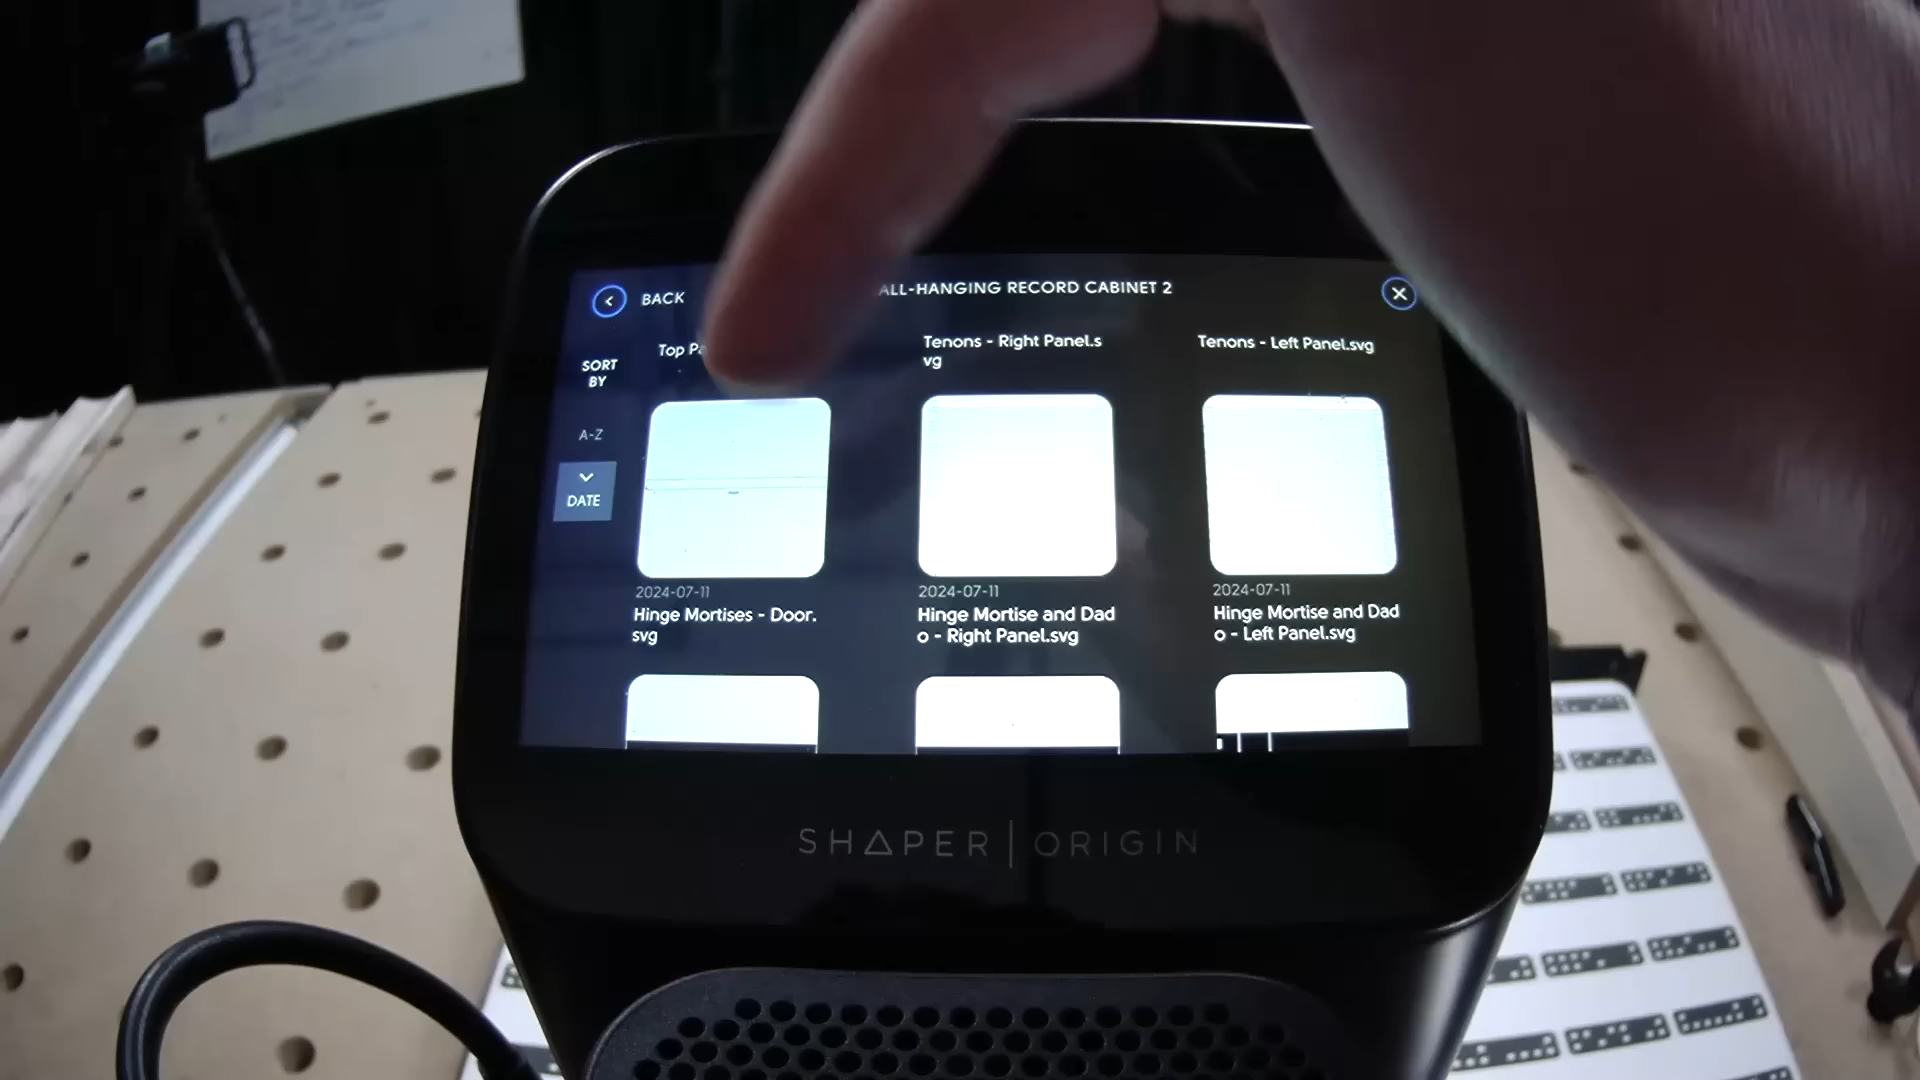 BACK
ALL-HANGING RECORD CABINET 2
SORT
BY
A-Z
DATE
Top
Tenons - Right Panel.s
vg
Tenons - Left Panel.svg
2024-07-11
Hinge Mortises - Door.
svg
2024-07-11
Hinge Mortise and Dad
o - Right Panel.svg
2024-07-11
Hinge Mortise and Dad
o - Left Panel.svg
SHAPER | ORIGIN